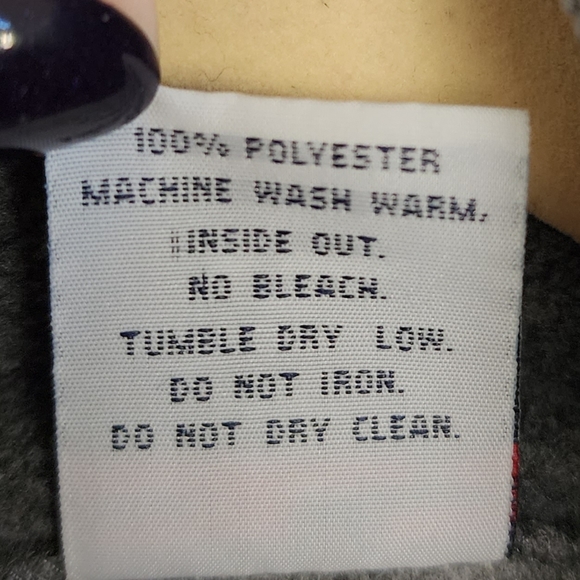 100% POLYESTER
MACHINE WASH WARM,
INSIDE OUT.
NO BLEACH.
TUMBLE DRY LOW.
DO NOT IRON.
DO NOT DRY CLEAN.